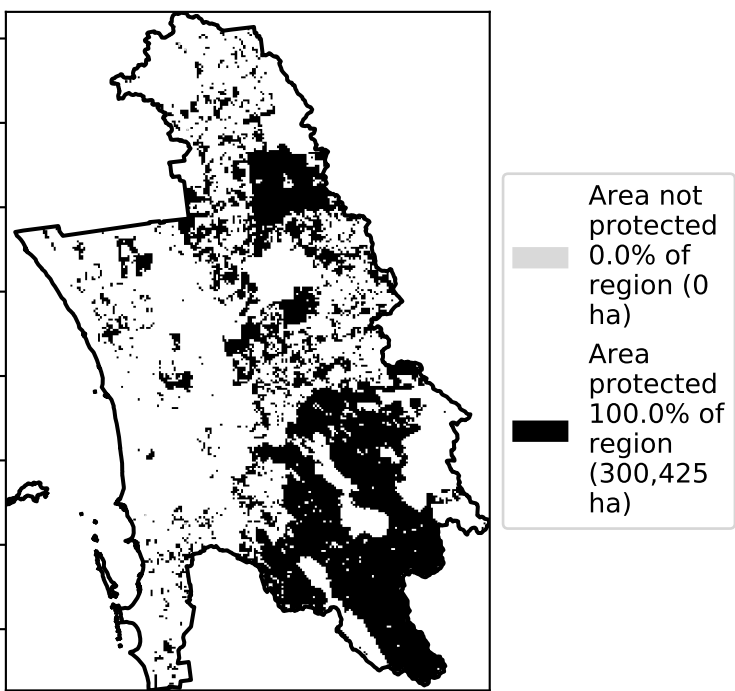 Area not
protected
0.0% of
region (0
ha)
Area
protected
100.0% of
region
(300,425
ha)